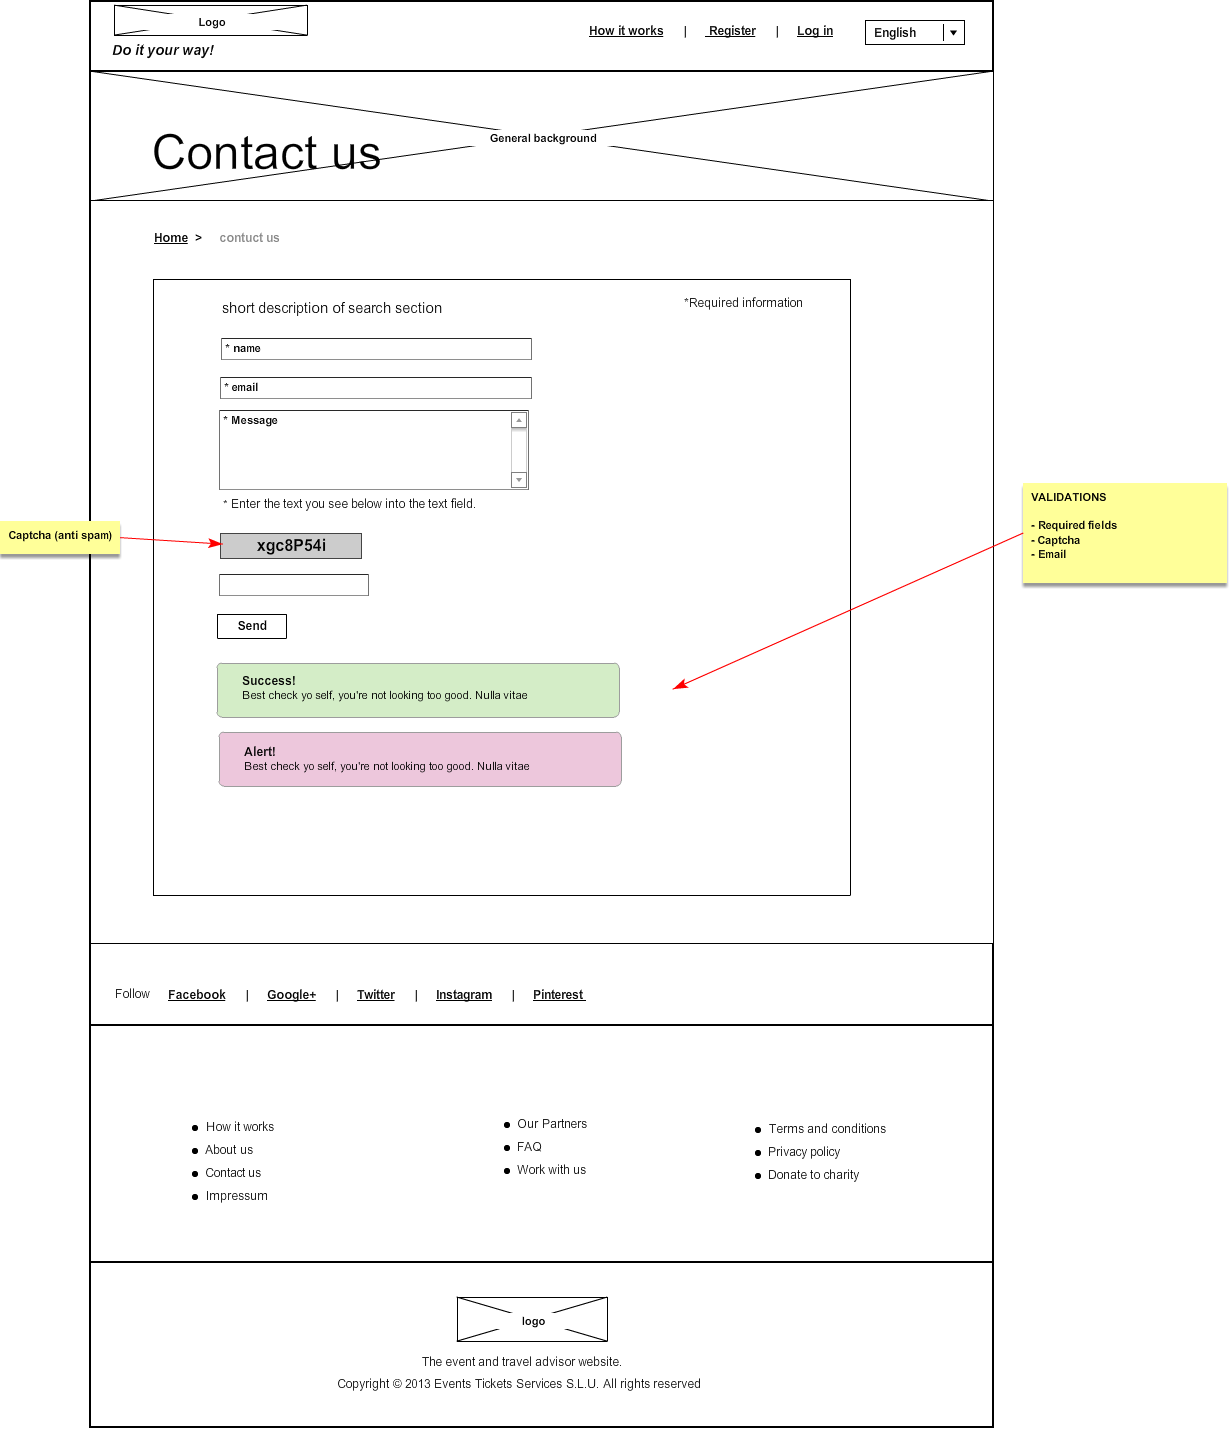 Logo
Do it your way!
How it works | Register | Log in
English
General background
Contact us
Home > contuct us
short description of search section
*Required information
* name
* email
* Message
* Enter the text you see below into the text field.
Captcha (anti spam)
xgc8P54i
Send
VALIDATIONS
- Required fields
- Captcha
- Email
Success!
Best check yo self, you're not looking too good. Nulla vitae
Alert!
Best check yo self, you're not looking too good. Nulla vitae
Follow Facebook | Google+ | Twitter | Instagram | Pinterest
How it works
About us
Contact us
Impressum
Our Partners
FAQ
Work with us
Terms and conditions
Privacy policy
Donate to charity
logo
The event and travel advisor website.
Copyright © 2013 Events Tickets Services S.L.U. All rights reserved